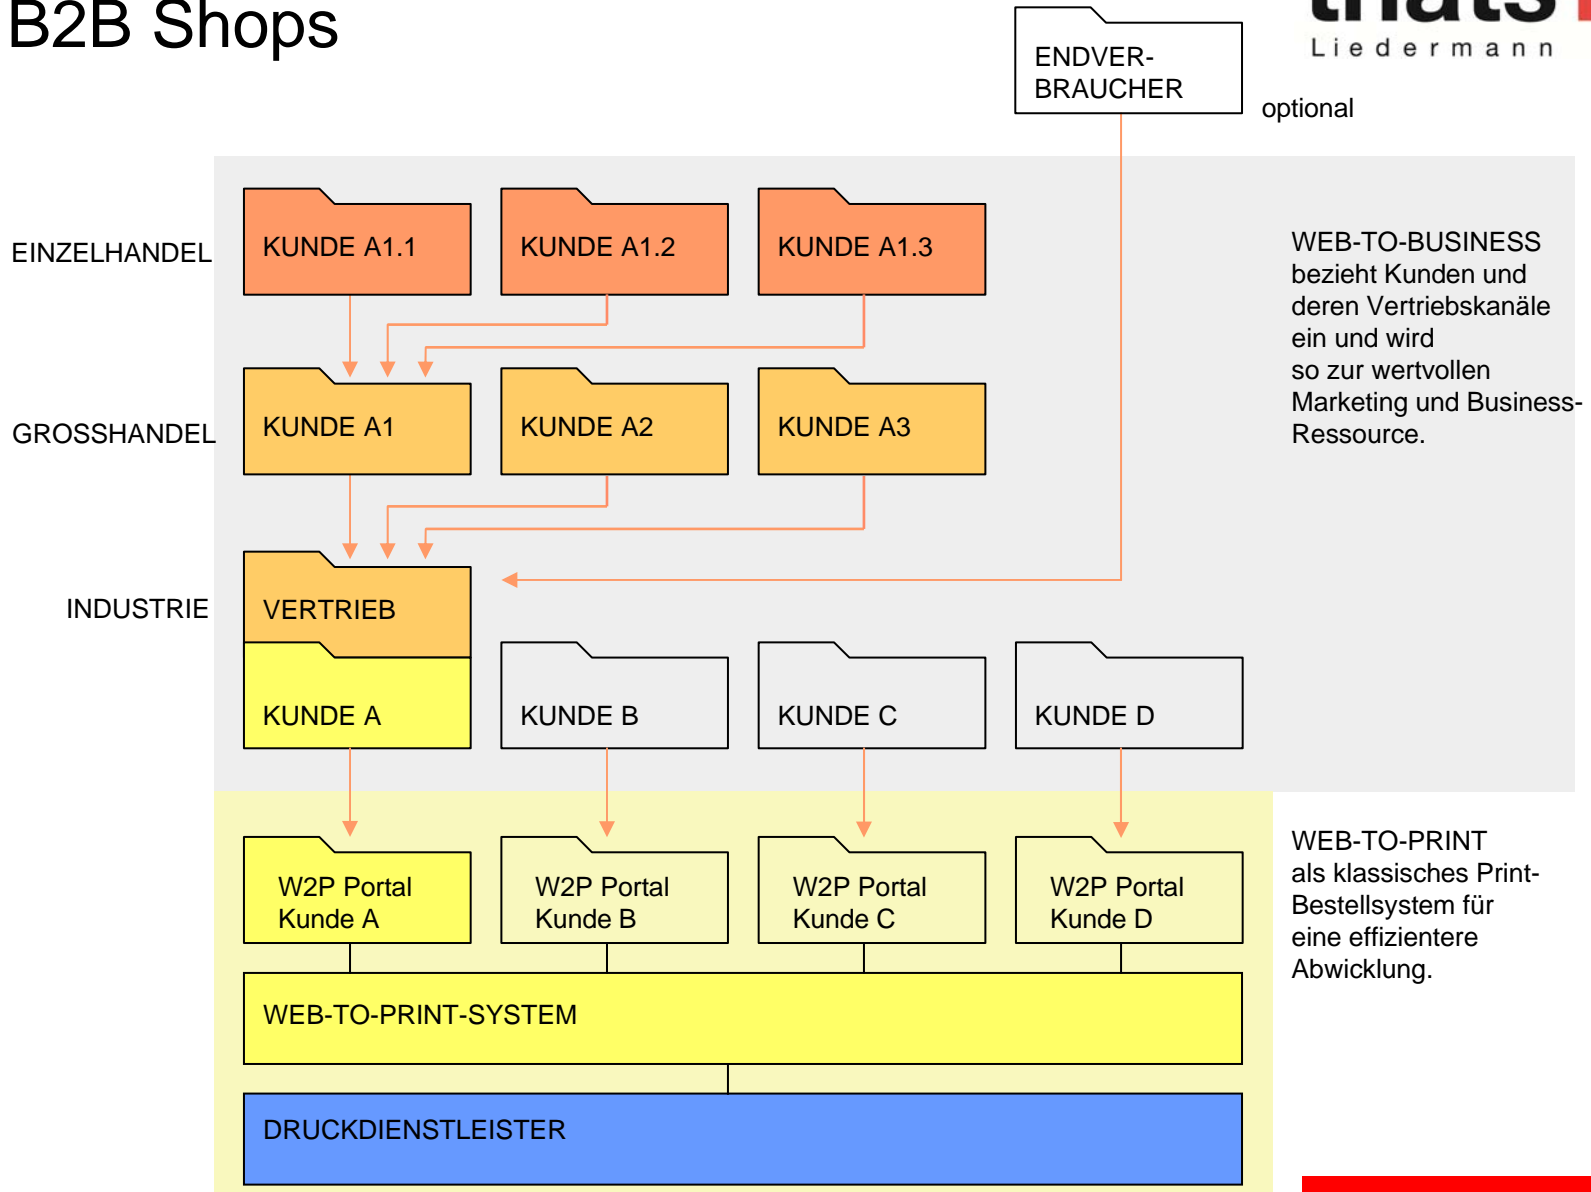 B2B Shops
thats
Liedermann
ENDVER-
BRAUCHER
optional
EINZELHANDEL
KUNDE A1.1
KUNDE A1.2
KUNDE A1.3
WEB-TO-BUSINESS
bezieht Kunden und
deren Vertriebskanäle
ein und wird
so zur wertvollen
Marketing und Business-
Ressource.
GROSSHANDEL
KUNDE A1
KUNDE A2
KUNDE A3
INDUSTRIE
VERTRIEB
KUNDE A
KUNDE B
KUNDE C
KUNDE D
W2P Portal
Kunde A
W2P Portal
Kunde B
W2P Portal
Kunde C
W2P Portal
Kunde D
WEB-TO-PRINT
als klassisches Print-
Bestellsystem für
eine effizientere
Abwicklung.
WEB-TO-PRINT-SYSTEM
DRUCKDIENSTLEISTER